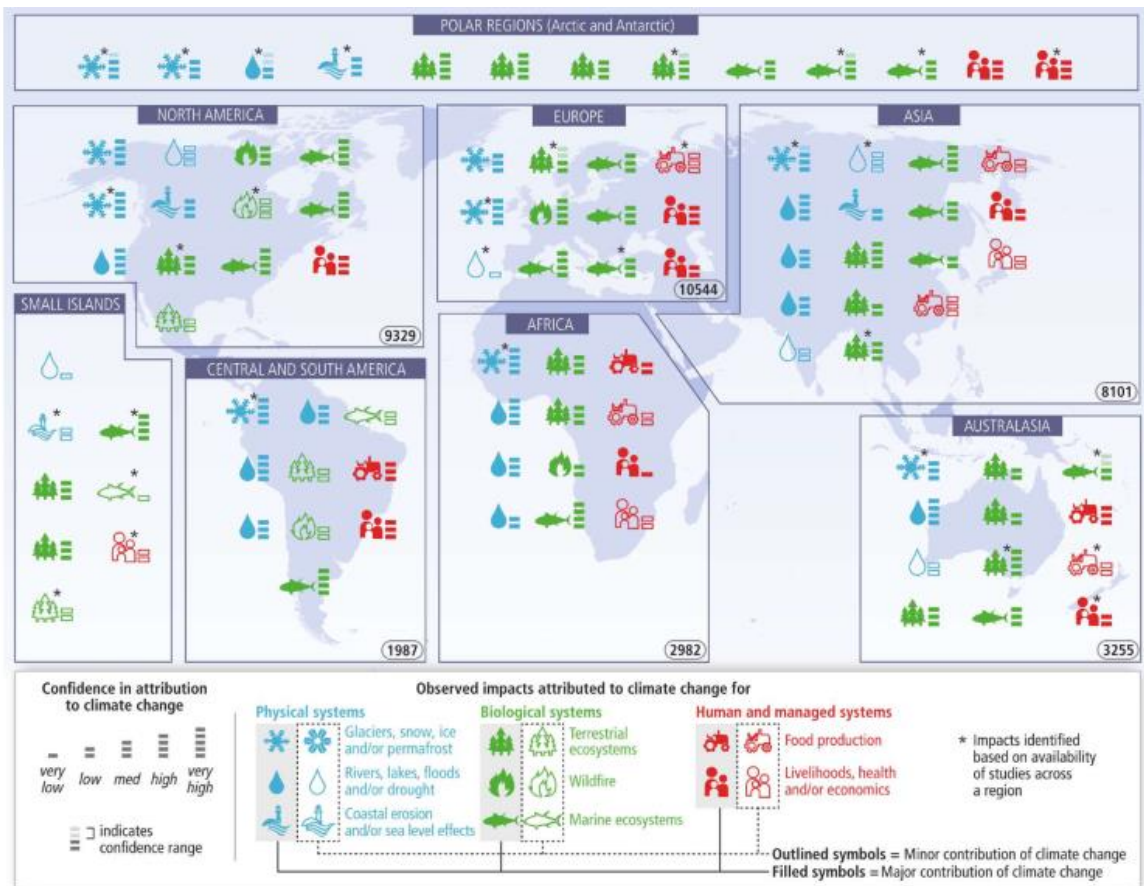 POLAR REGIONS (Arctic and Antarctic)
* * * * * * * *
NORTH AMERICA
* * *
9329
EUROPE
* * * * * *
10544
ASIA
* * *
8101
SMALL ISLANDS
* * * * *
CENTRAL AND SOUTH AMERICA
*
1987
AFRICA
*
2982
AUSTRALASIA
* * * * *
3255
Confidence in attribution
to climate change
very
low
low
med
high
very
high
indicates
confidence range
Observed impacts attributed to climate change for
Physical systems
Glaciers, snow, ice
and/or permafrost
Rivers, lakes, floods
and/or drought
Coastal erosion
and/or sea level effects
Biological systems
Terrestrial
ecosystems
Wildfire
Marine ecosystems
Human and managed systems
Food production
Livelihoods, health
and/or economics
* Impacts identified
based on availability
of studies across
a region
Outlined symbols = Minor contribution of climate change
Filled symbols = Major contribution of climate change